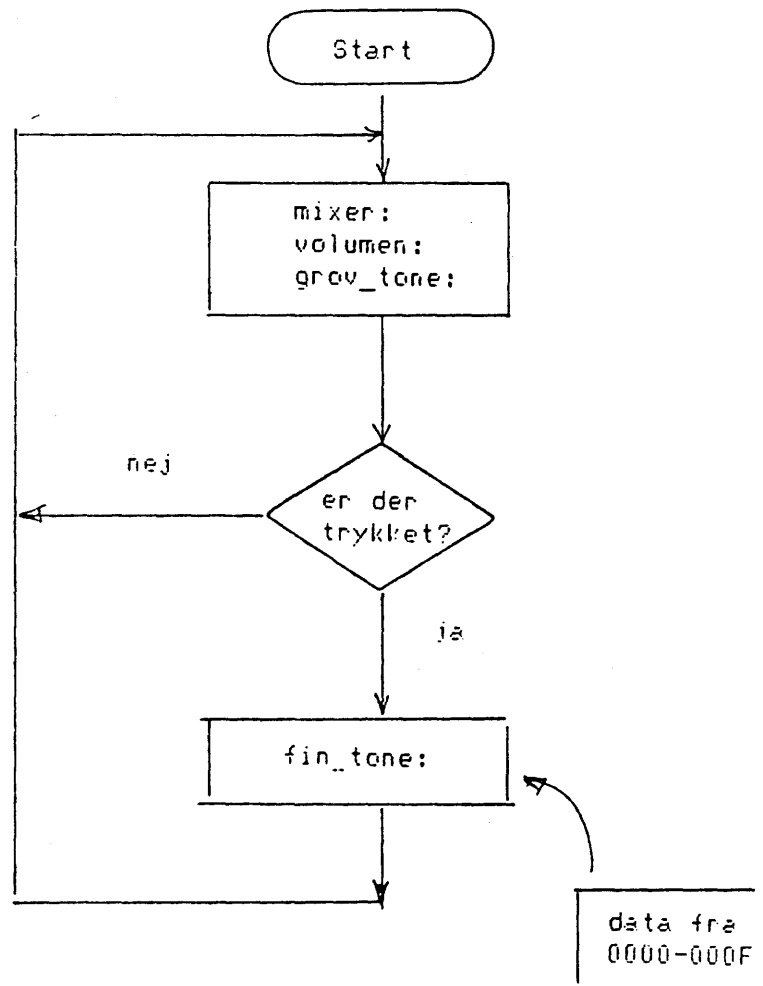 Start
mixer:
volumen:
grov_tone:
nej
er der
trykket?
ja
fin_tone:
data fra
0000-000F